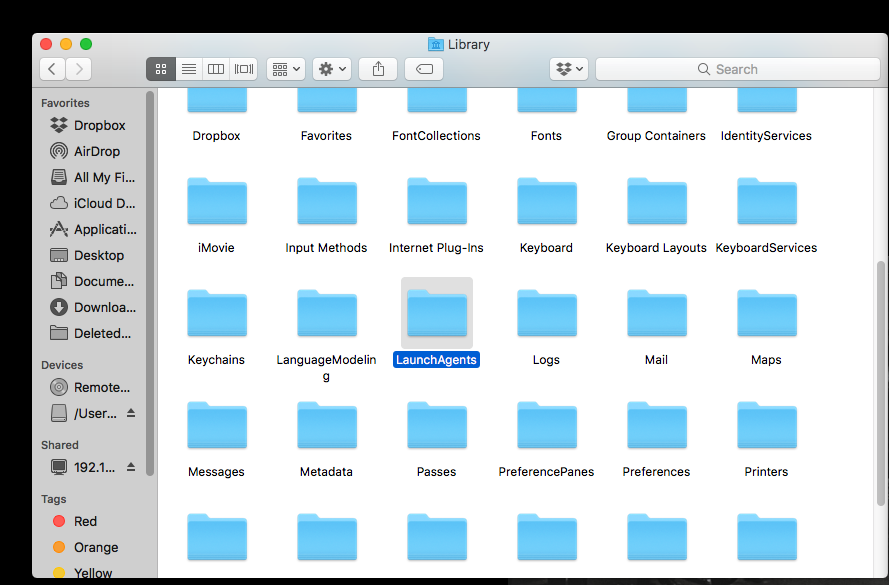 Library
Search
Favorites
Dropbox
AirDrop
All My Fi...
iCloud D...
Applicati...
Desktop
Docume...
Downloa...
Deleted...
Devices
Remote...
/User...
Shared
192.1...
Tags
Red
Orange
Yellow
Dropbox
Favorites
FontCollections
Fonts
Group Containers
IdentityServices
iMovie
Input Methods
Internet Plug-Ins
Keyboard
Keyboard Layouts
KeyboardServices
Keychains
LanguageModelin
g
LaunchAgents
Logs
Mail
Maps
Messages
Metadata
Passes
PreferencePanes
Preferences
Printers